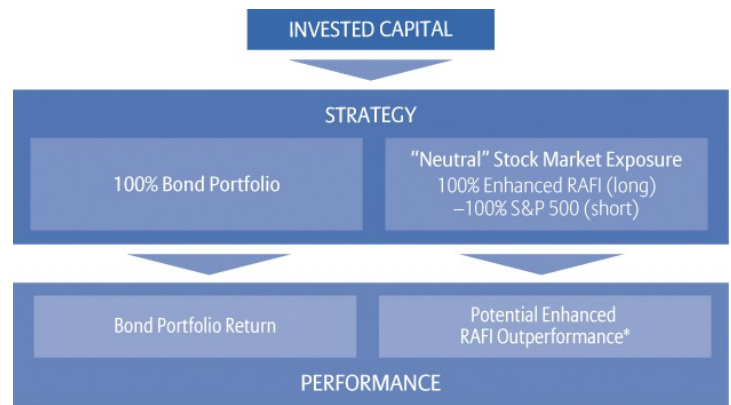 INVESTED CAPITAL
STRATEGY
100% Bond Portfolio
“Neutral” Stock Market Exposure
100% Enhanced RAFI (long)
–100% S&P 500 (short)
Bond Portfolio Return
Potential Enhanced
RAFI Outperformance*
PERFORMANCE